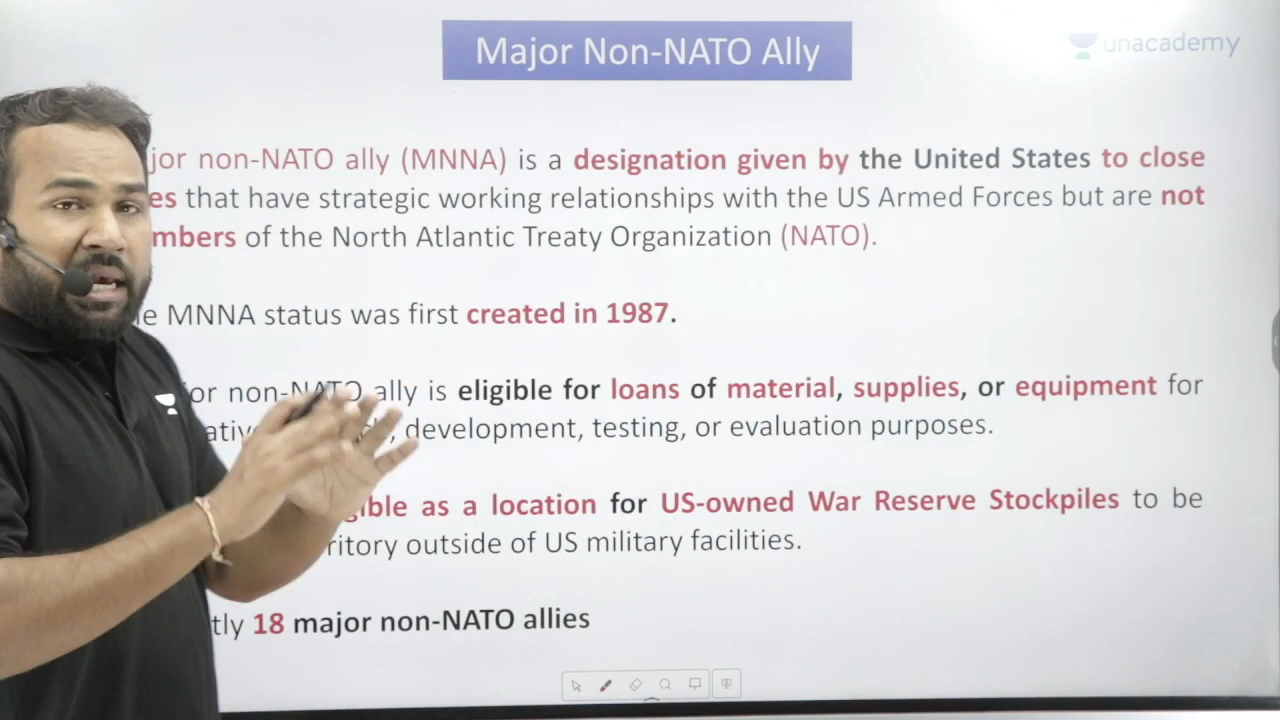 Major Non-NATO Ally
unacademy
jor non-NATO ally (MNNA) is a designation given by the United States to close
es that have strategic working relationships with the US Armed Forces but are not
mbers of the North Atlantic Treaty Organization (NATO).
e MNNA status was first created in 1987.
or non-NATO ally is eligible for loans of material, supplies, or equipment for
ativ development, testing, or evaluation purposes.
gible as a location for US-owned War Reserve Stockpiles to be
ritory outside of US military facilities.
tly 18 major non-NATO allies